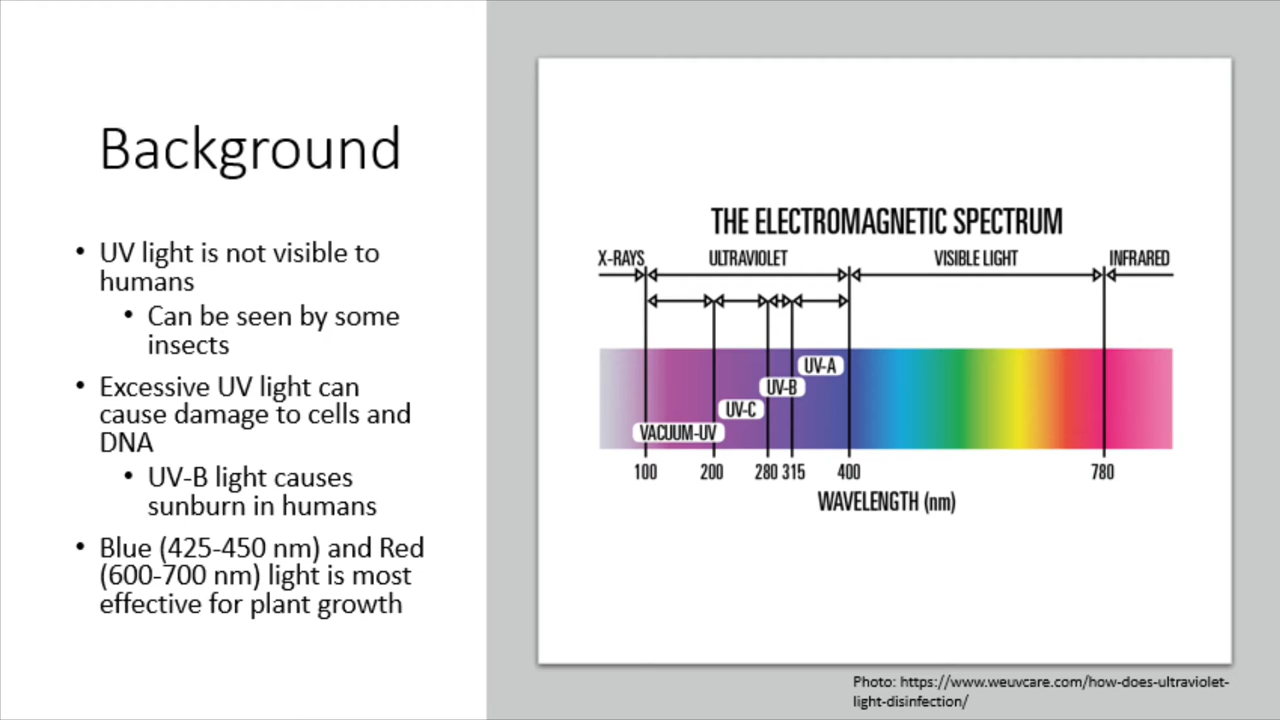 Background
• UV light is not visible to
humans
• Can be seen by some
insects
• Excessive UV light can
cause damage to cells and
DNA
• UV-B light causes
sunburn in humans
• Blue (425-450 nm) and Red
(600-700 nm) light is most
effective for plant growth
THE ELECTROMAGNETIC SPECTRUM
X-RAYS ULTRAVIOLET VISIBLE LIGHT INFRARED
UV-A
UV-B
UV-C
VACUUM-UV
100 200 280 315 400 780
WAVELENGTH (nm)
Photo: https://www.weuvcare.com/how-does-ultraviolet-
light-disinfection/